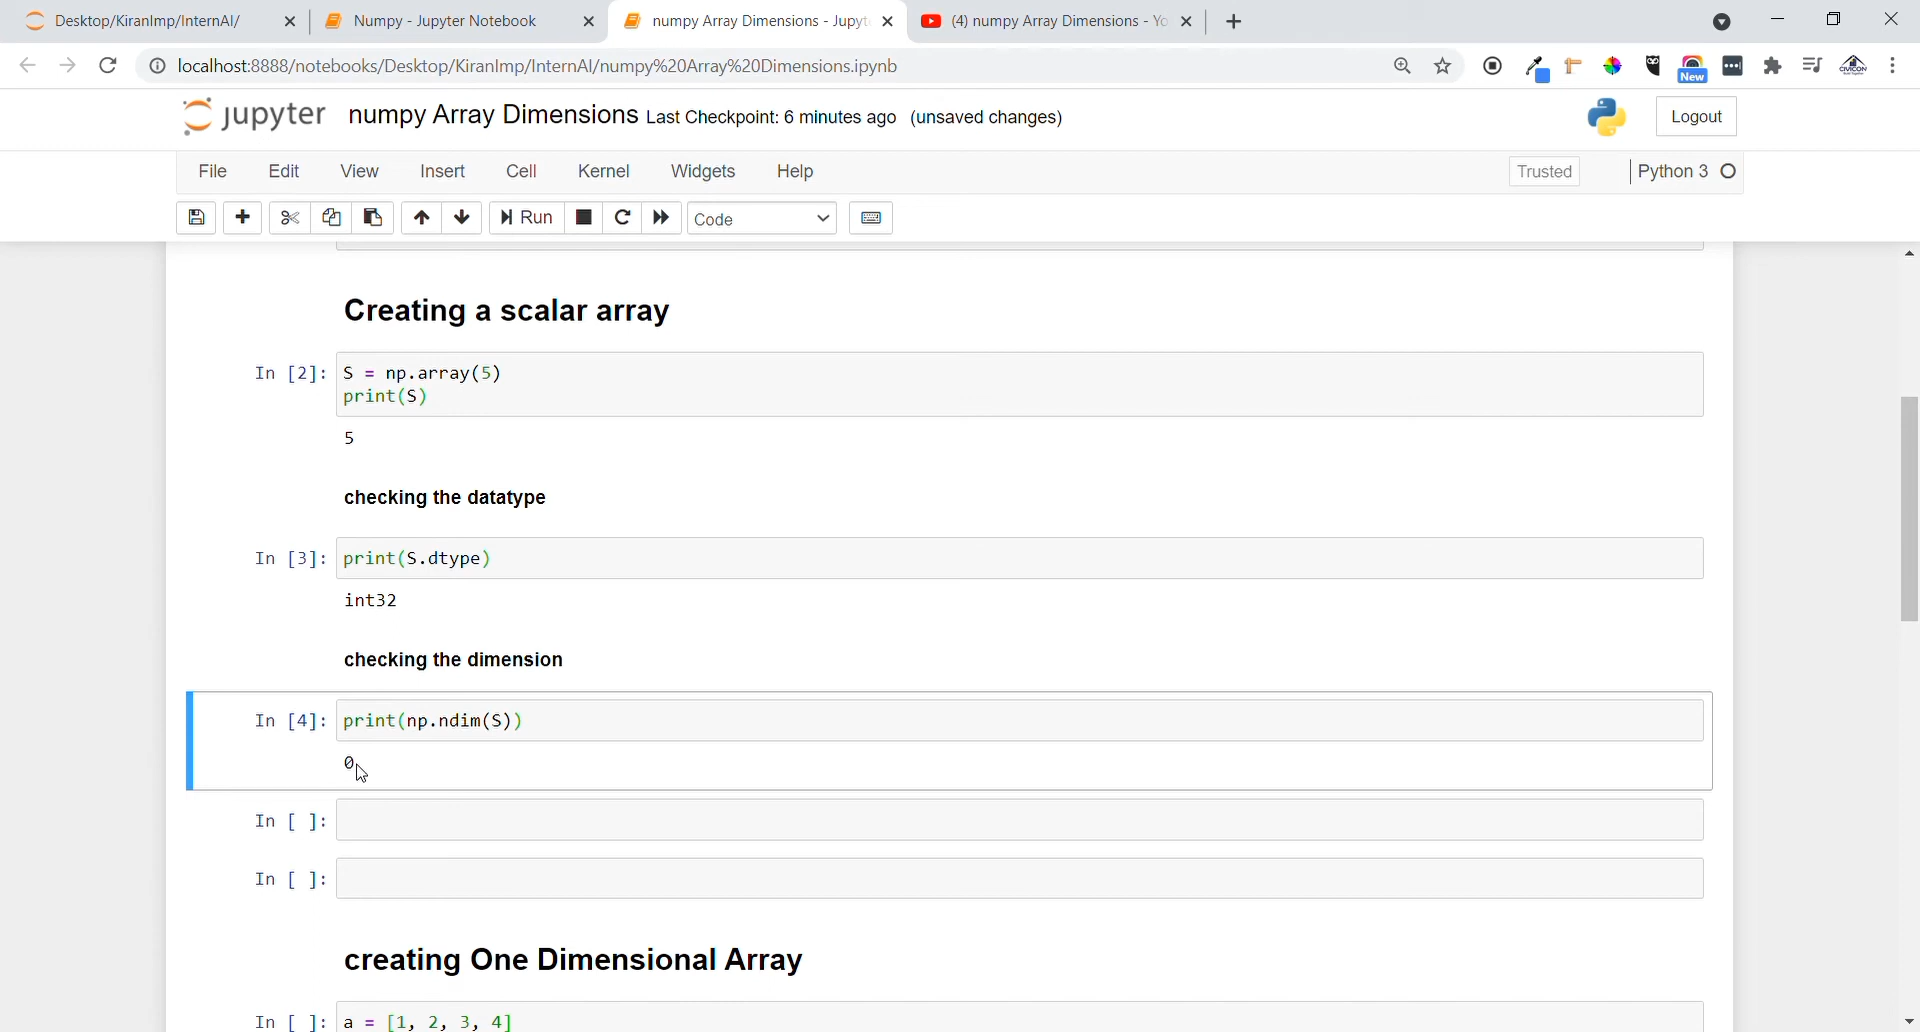 Desktop/KiranImp/InternAI/
Numpy - Jupyter Notebook
numpy Array Dimensions - Jupyt
(4) numpy Array Dimensions - Yo
localhost:8888/notebooks/Desktop/KiranImp/InternAI/numpy%20Array%20Dimensions.ipynb
New
CIVICON
jupyter numpy Array Dimensions Last Checkpoint: 6 minutes ago (unsaved changes)
Logout
File Edit View Insert Cell Kernel Widgets Help
Trusted
Python 3
Run
Code
Creating a scalar array
In [2]: S = np.array(5)
print(S)
5
checking the datatype
In [3]: print(S.dtype)
int32
checking the dimension
In [4]: print(np.ndim(S))
0
In [ ]:
In [ ]:
creating One Dimensional Array
In [ ]: a = [1, 2, 3, 4]